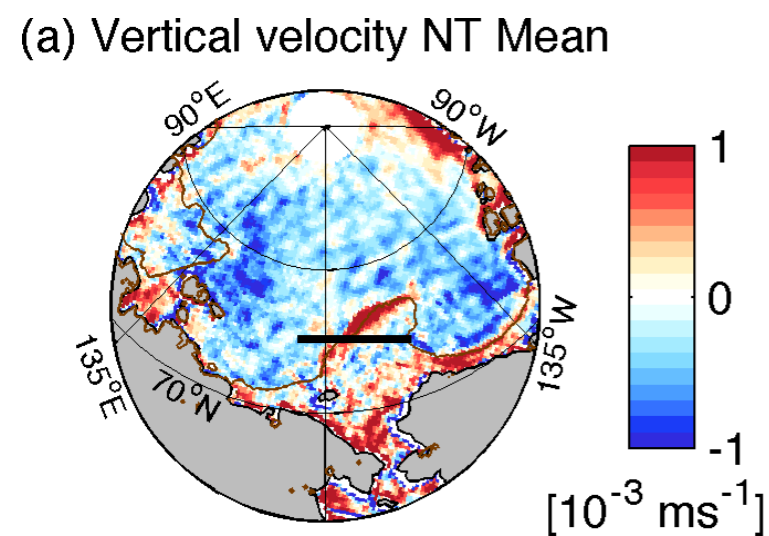 (a) Vertical velocity NT Mean
90°E
90°W
1
0
-1
135°E
70°N
135°W
[10⁻³ ms⁻¹]